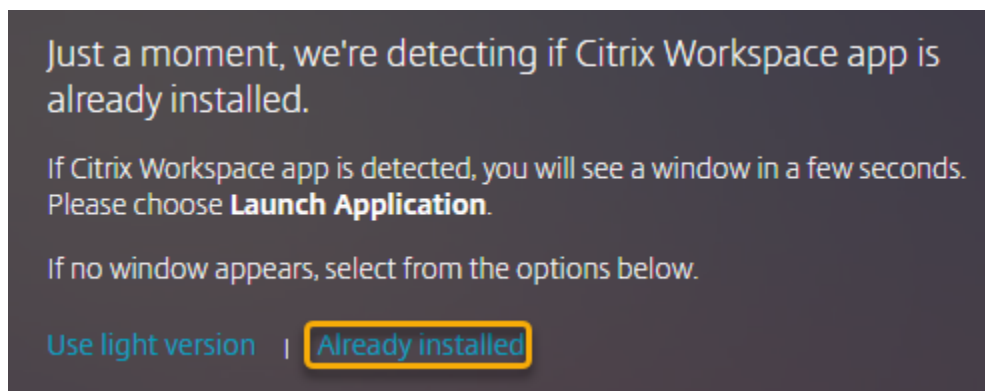 Just a moment, we're detecting if Citrix Workspace app is
already installed.
If Citrix Workspace app is detected, you will see a window in a few seconds.
Please choose Launch Application.
If no window appears, select from the options below.
Use light version | Already installed